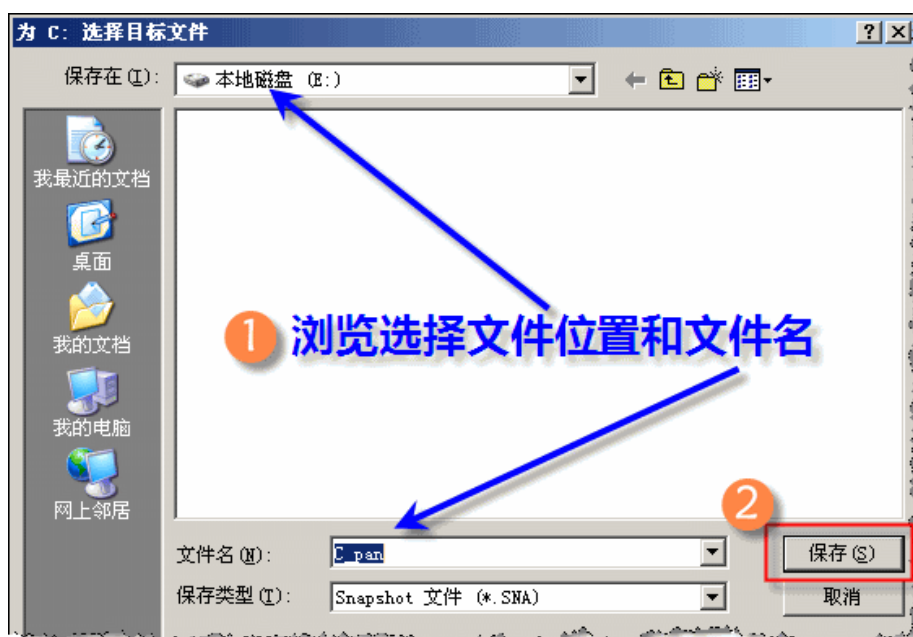 为 C: 选择目标文件
保存在(I):
本地磁盘 (E:)
我最近的文档
桌面
1 浏览选择文件位置和文件名
我的文档
我的电脑
网上邻居
2
文件名(N):
C_pan
保存(S)
保存类型(T):
Snapshot 文件 (*.SNA)
取消